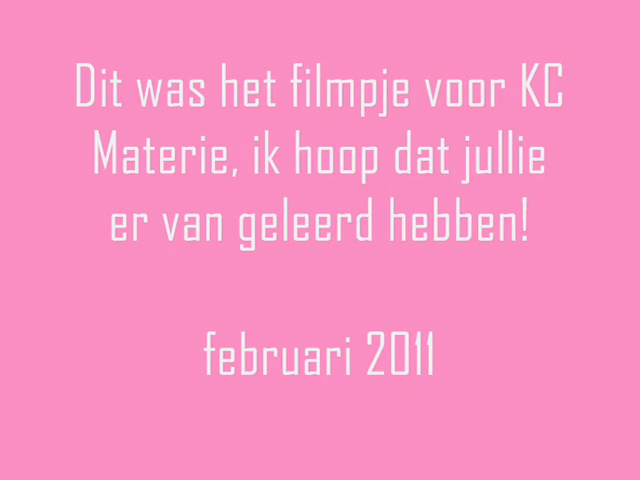 Dit was het filmpje voor KC
Materie, ik hoop dat jullie
er van geleerd hebben!
februari 2011